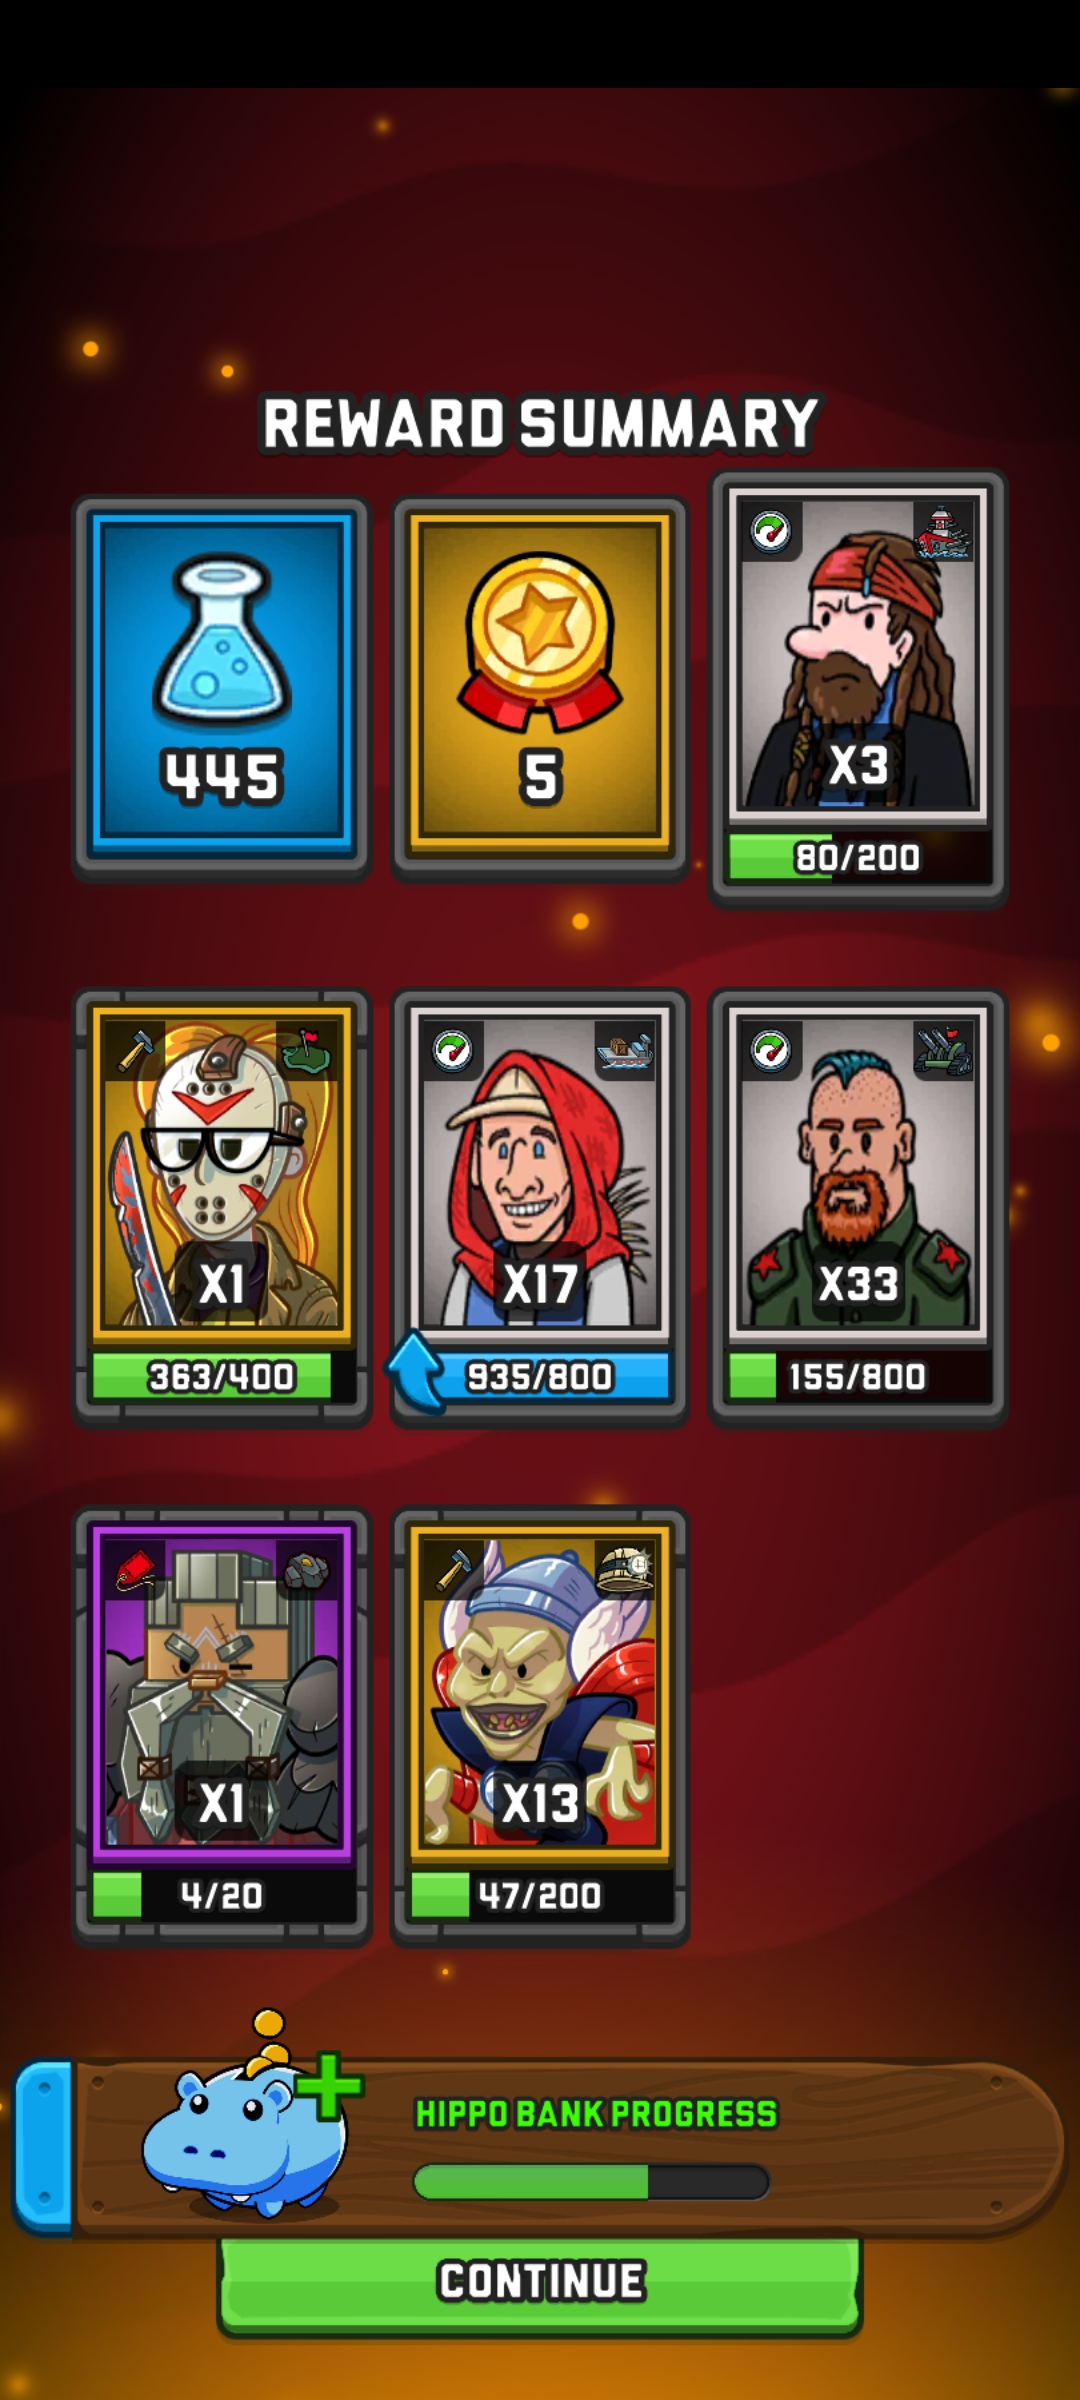 REWARD SUMMARY
445
5
X3
80/200
X1
363/400
X17
935/800
X33
155/800
X1
4/20
X13
47/200
HIPPO BANK PROGRESS
CONTINUE